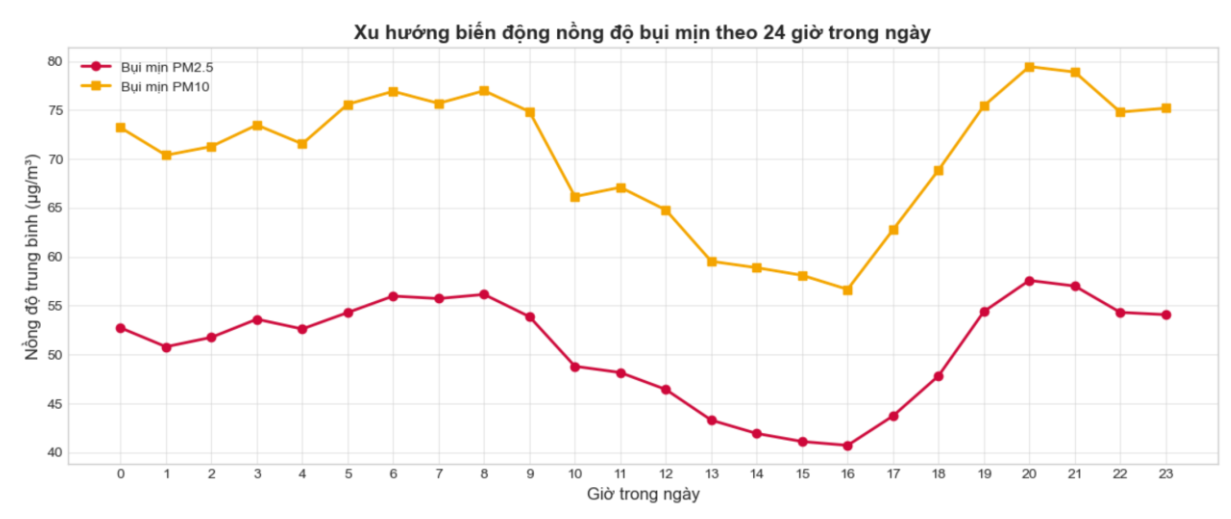 Xu hướng biến động nồng độ bụi mịn theo 24 giờ trong ngày
Bụi mịn PM2.5
Bụi mịn PM10
Nồng độ trung bình (µg/m³)
80
75
70
65
60
55
50
45
40
0 1 2 3 4 5 6 7 8 9 10 11 12 13 14 15 16 17 18 19 20 21 22 23
Giờ trong ngày